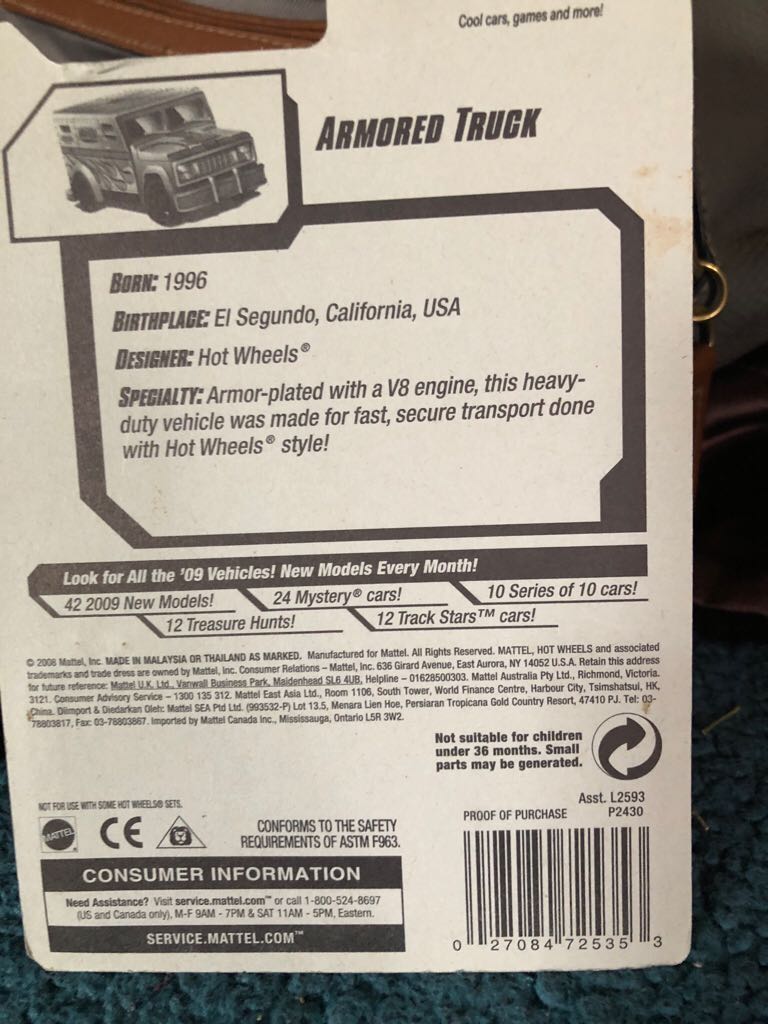 Cool cars, games and more!
ARMORED TRUCK
BORN: 1996
BIRTHPLACE: El Segundo, California, USA
DESIGNER: Hot Wheels®
SPECIALTY: Armor-plated with a V8 engine, this heavy-
duty vehicle was made for fast, secure transport done
with Hot Wheels® style!
Look for All the '09 Vehicles! New Models Every Month!
42 2009 New Models! 24 Mystery® cars! 10 Series of 10 cars!
12 Treasure Hunts! 12 Track Stars™ cars!
© 2008 Mattel, Inc. MADE IN MALAYSIA OR THAILAND AS MARKED. Manufactured for Mattel. All Rights Reserved. MATTEL, HOT WHEELS and associated
trademarks and trade dress are owned by Mattel, Inc. Consumer Relations – Mattel, Inc. 636 Girard Avenue, East Aurora, NY 14052 U.S.A. Retain this address
for future reference: Mattel U.K. Ltd., Vanwall Business Park, Maidenhead SL6 4UB, Helpline – 01628500303. Mattel Australia Pty Ltd., Richmond, Victoria.
3121. Consumer Advisory Service – 1300 135 312. Mattel East Asia Ltd., Room 1106, South Tower, World Finance Centre, Harbour City, Tsimshatsui, HK,
China. Diimport & Diedarkan Oleh: Mattel SEA Ptd Ltd. (993532-P) Lot 13.5, Menara Lien Hoe, Persiaran Tropicana Gold Country Resort, 47410 PJ. Tel: 03-
78803817, Fax: 03-78803867. Imported by Mattel Canada Inc., Mississauga, Ontario L5R 3W2.
Not suitable for children
under 36 months. Small
parts may be generated.
NOT FOR USE WITH SOME HOT WHEELS® SETS.
Asst. L2593
PROOF OF PURCHASE P2430
MATTEL CE
CONFORMS TO THE SAFETY
REQUIREMENTS OF ASTM F963.
CONSUMER INFORMATION
Need Assistance? Visit service.mattel.com™ or call 1-800-524-8697
(US and Canada only), M-F 9AM - 7PM & SAT 11AM - 5PM, Eastern.
SERVICE.MATTEL.COM™
0 27084 72535 3